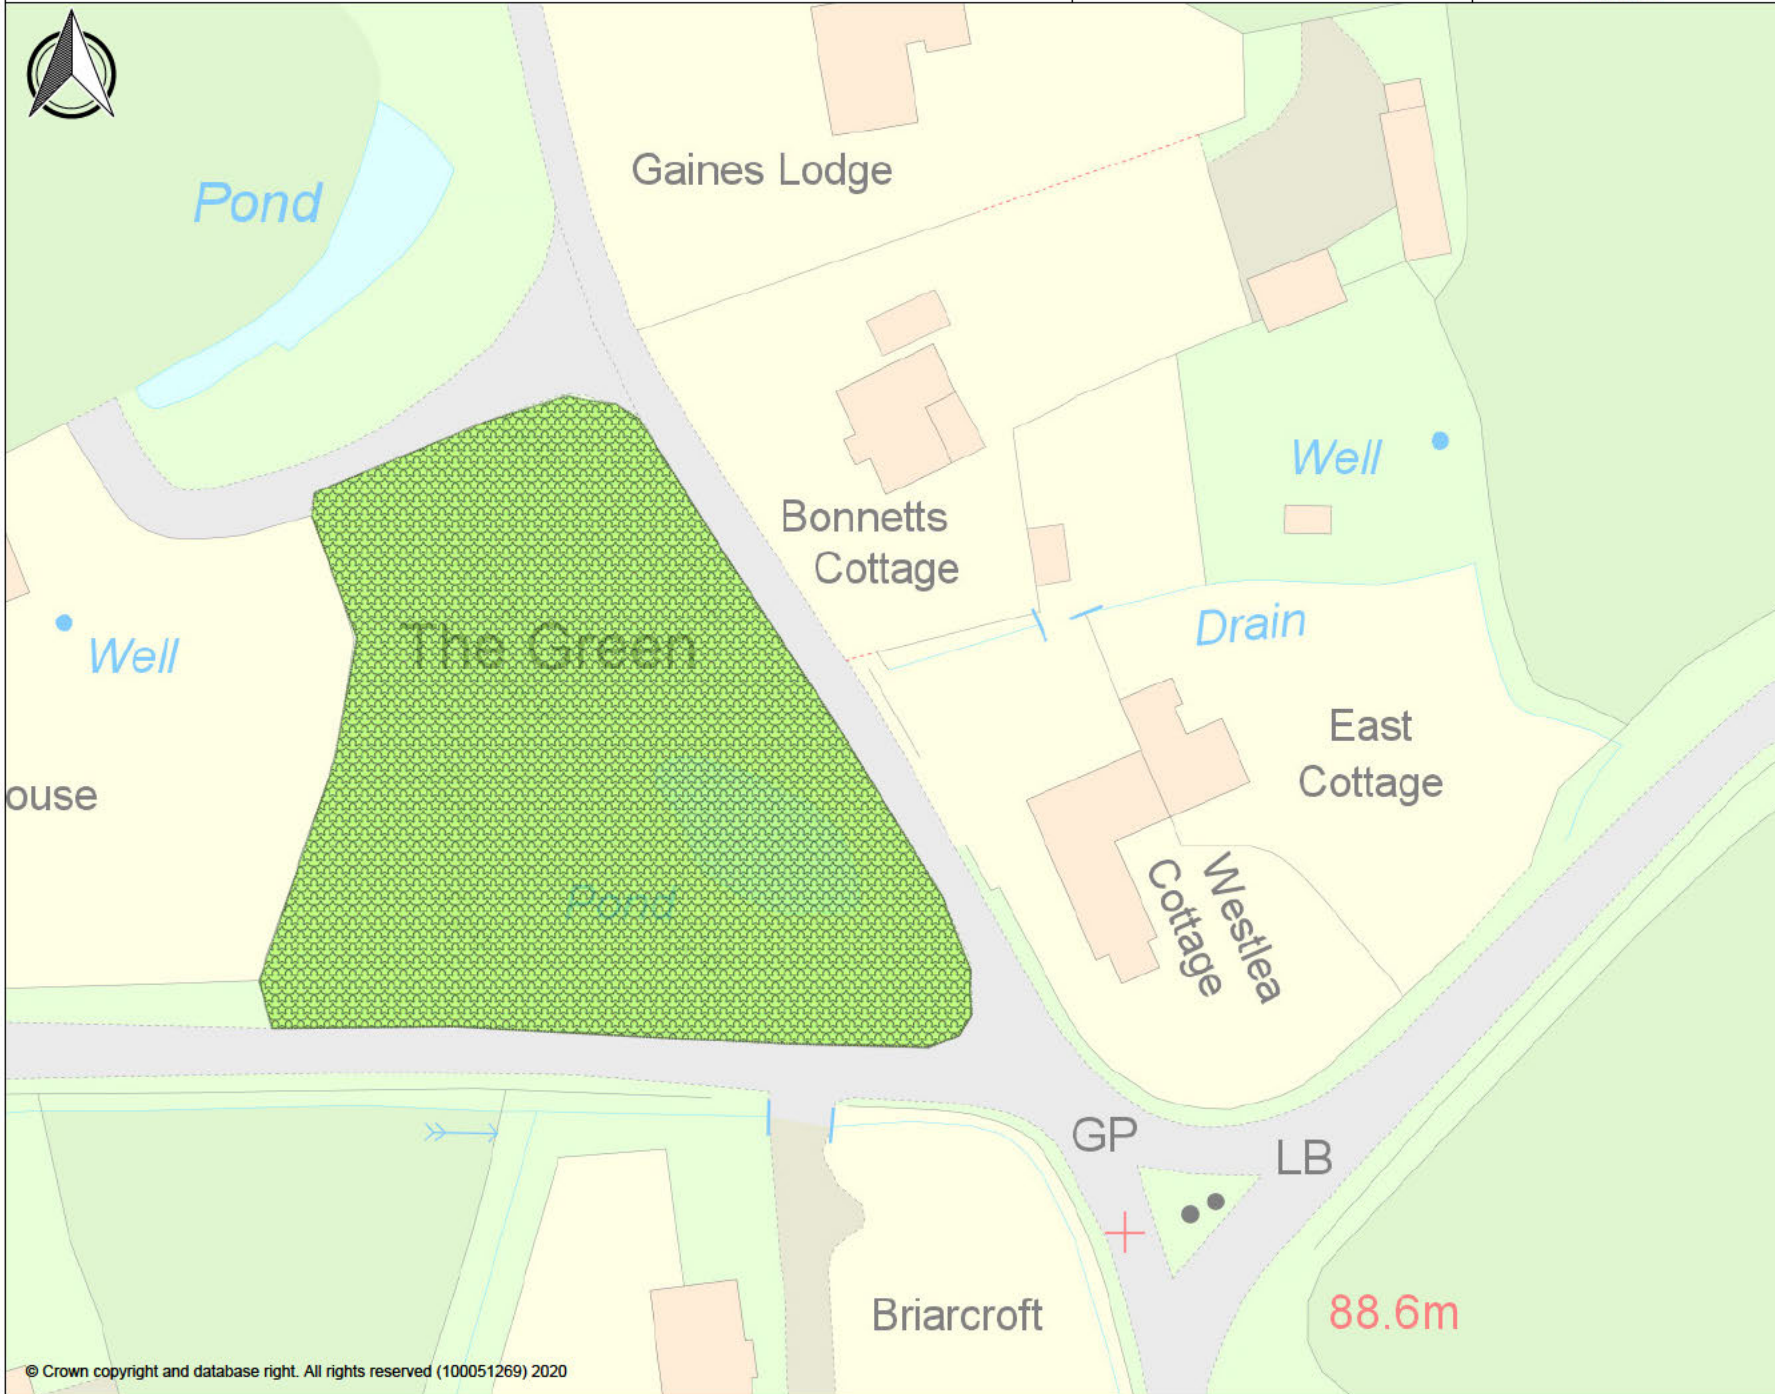 Gaines Lodge
Pond
Well
Bonnetts
Cottage
The Green
Drain
Well
East
Cottage
ouse
Pond
Westlea
Cottage
GP
LB
88.6m
Briarcroft
© Crown copyright and database right. All rights reserved (100051269) 2020